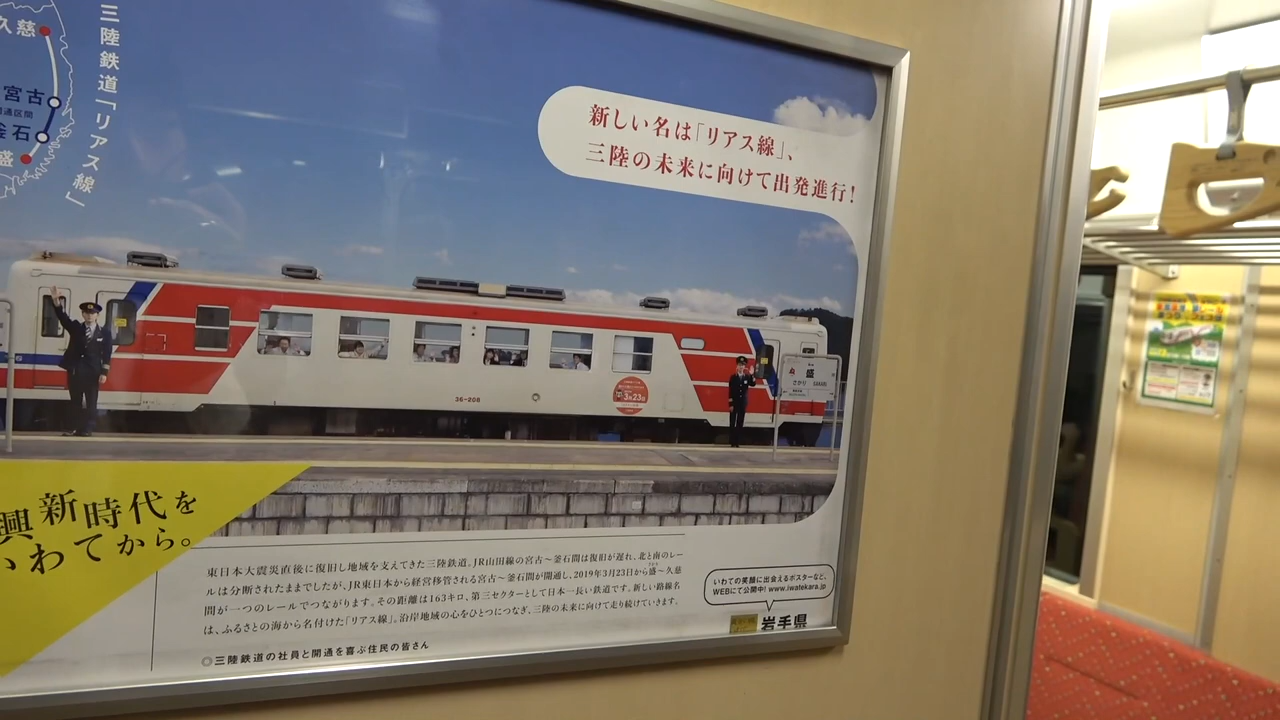 久慈
宮古
通区間
釜石
盛
三陸鉄道「リアス線」
新しい名は「リアス線」、
三陸の未来に向けて出発進行!
36-208
3月23日
盛
さかり SAKARI
興新時代を
いわてから。
東日本大震災直後に復旧し地域を支えてきた三陸鉄道。JR山田線の宮古〜釜石間は復旧が遅れ、北と南のレー
ルは分断されたままでしたが、JR東日本から経営移管される宮古〜釜石間が開通し、2019年3月23日から盛〜久慈
間が一つのレールでつながります。その距離は163キロ、第三セクターとして日本一長い鉄道です。新しい路線名
は、ふるさとの海から名付けた「リアス線」。沿岸地域の心をひとつにつなぎ、三陸の未来に向けて走り続けていきます。
◎三陸鉄道の社員と開通を喜ぶ住民の皆さん
いわての笑顔に出会えるポスターなど、
WEBにて公開中! www.iwatekara.jp
岩手県